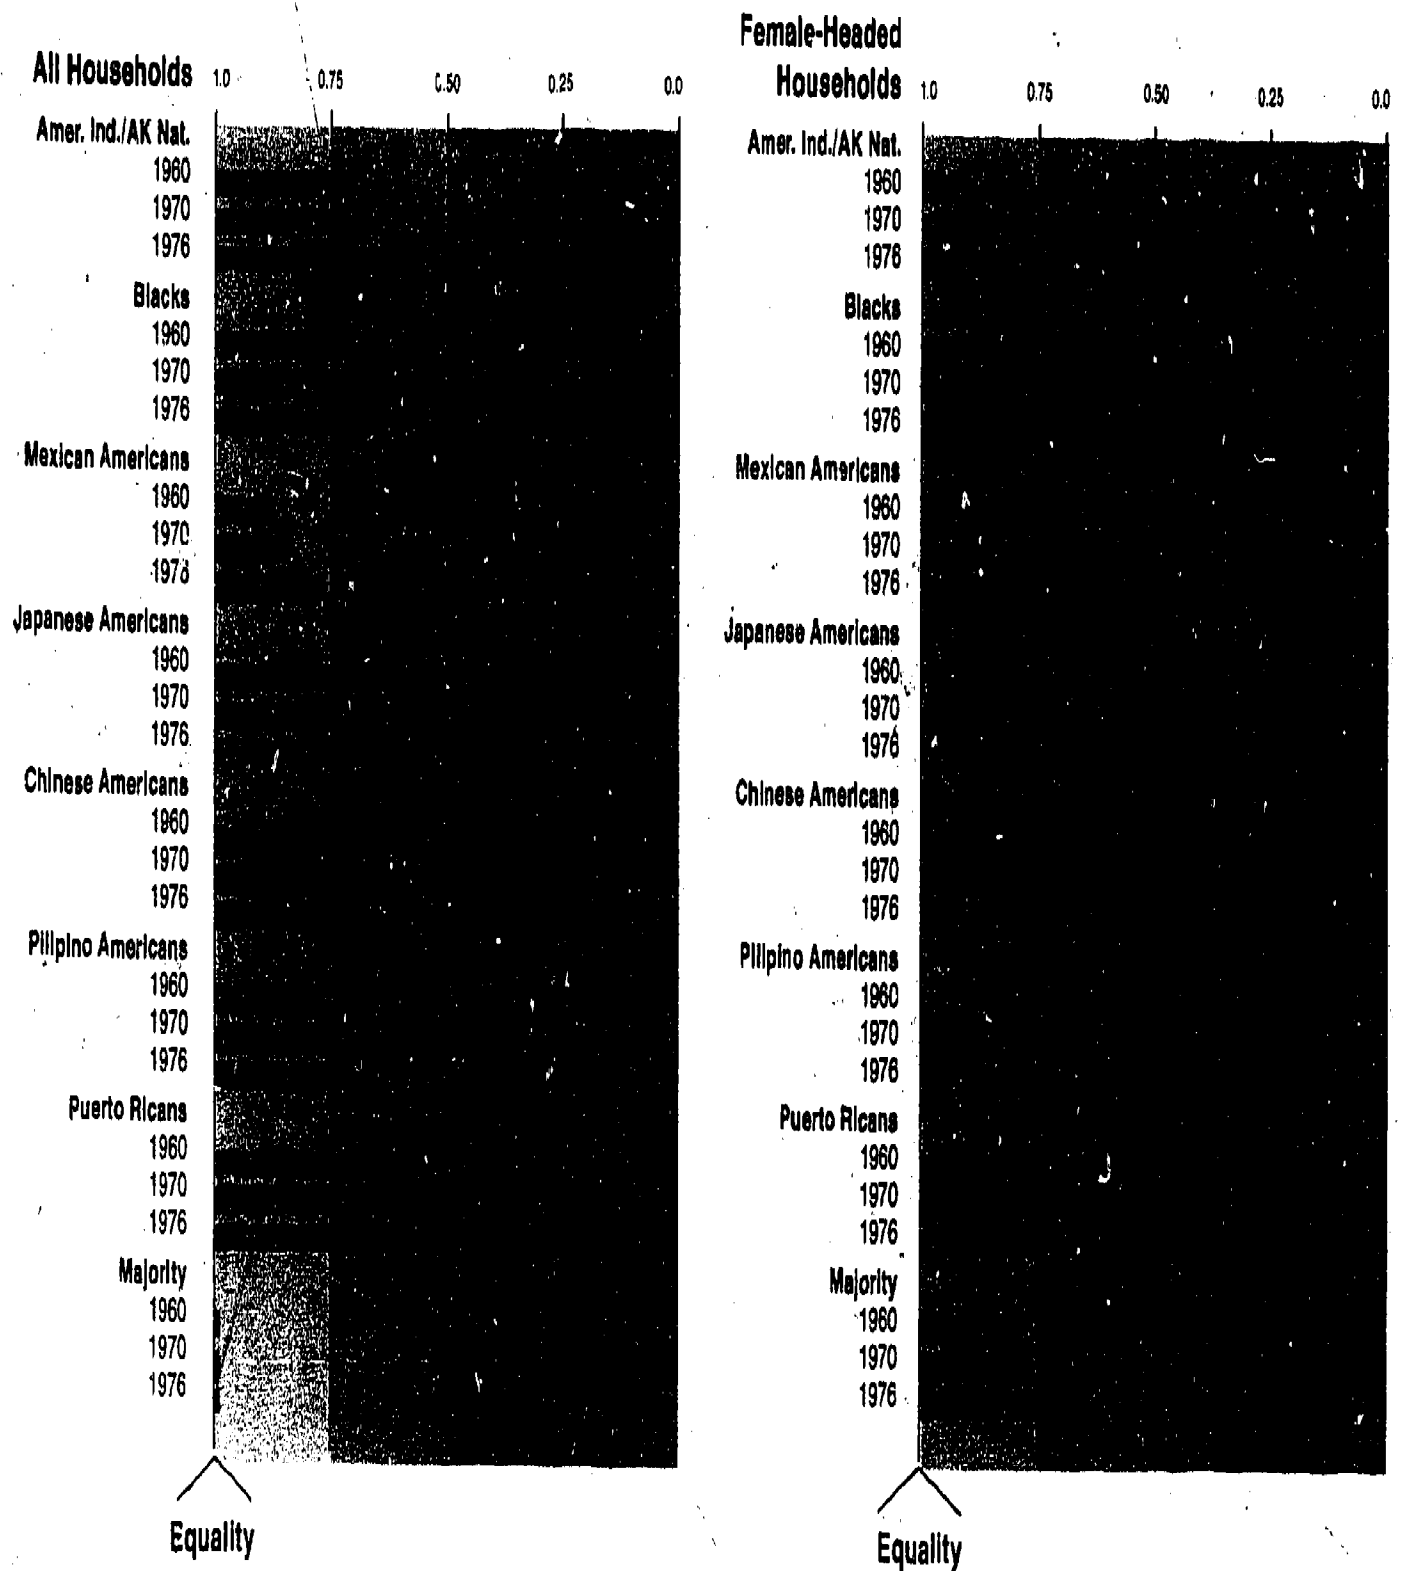 All Households
1.0 0.75 0.50 0.25 0.0
Amer. Ind./AK Nat.
1960
1970
1976
Blacks
1960
1970
1976
Mexican Americans
1960
1970
1976
Japanese Americans
1960
1970
1976
Chinese Americans
1960
1970
1976
Pilipino Americans
1960
1970
1976
Puerto Ricans
1960
1970
1976
Majority
1960
1970
1976
Equality
Female-Headed
Households
1.0 0.75 0.50 0.25 0.0
Amer. Ind./AK Nat.
1960
1970
1976
Blacks
1960
1970
1976
Mexican Americans
1960
1970
1976
Japanese Americans
1960
1970
1976
Chinese Americans
1960
1970
1976
Pilipino Americans
1960
1970
1976
Puerto Ricans
1960
1970
1976
Majority
1960
1970
1976
Equality